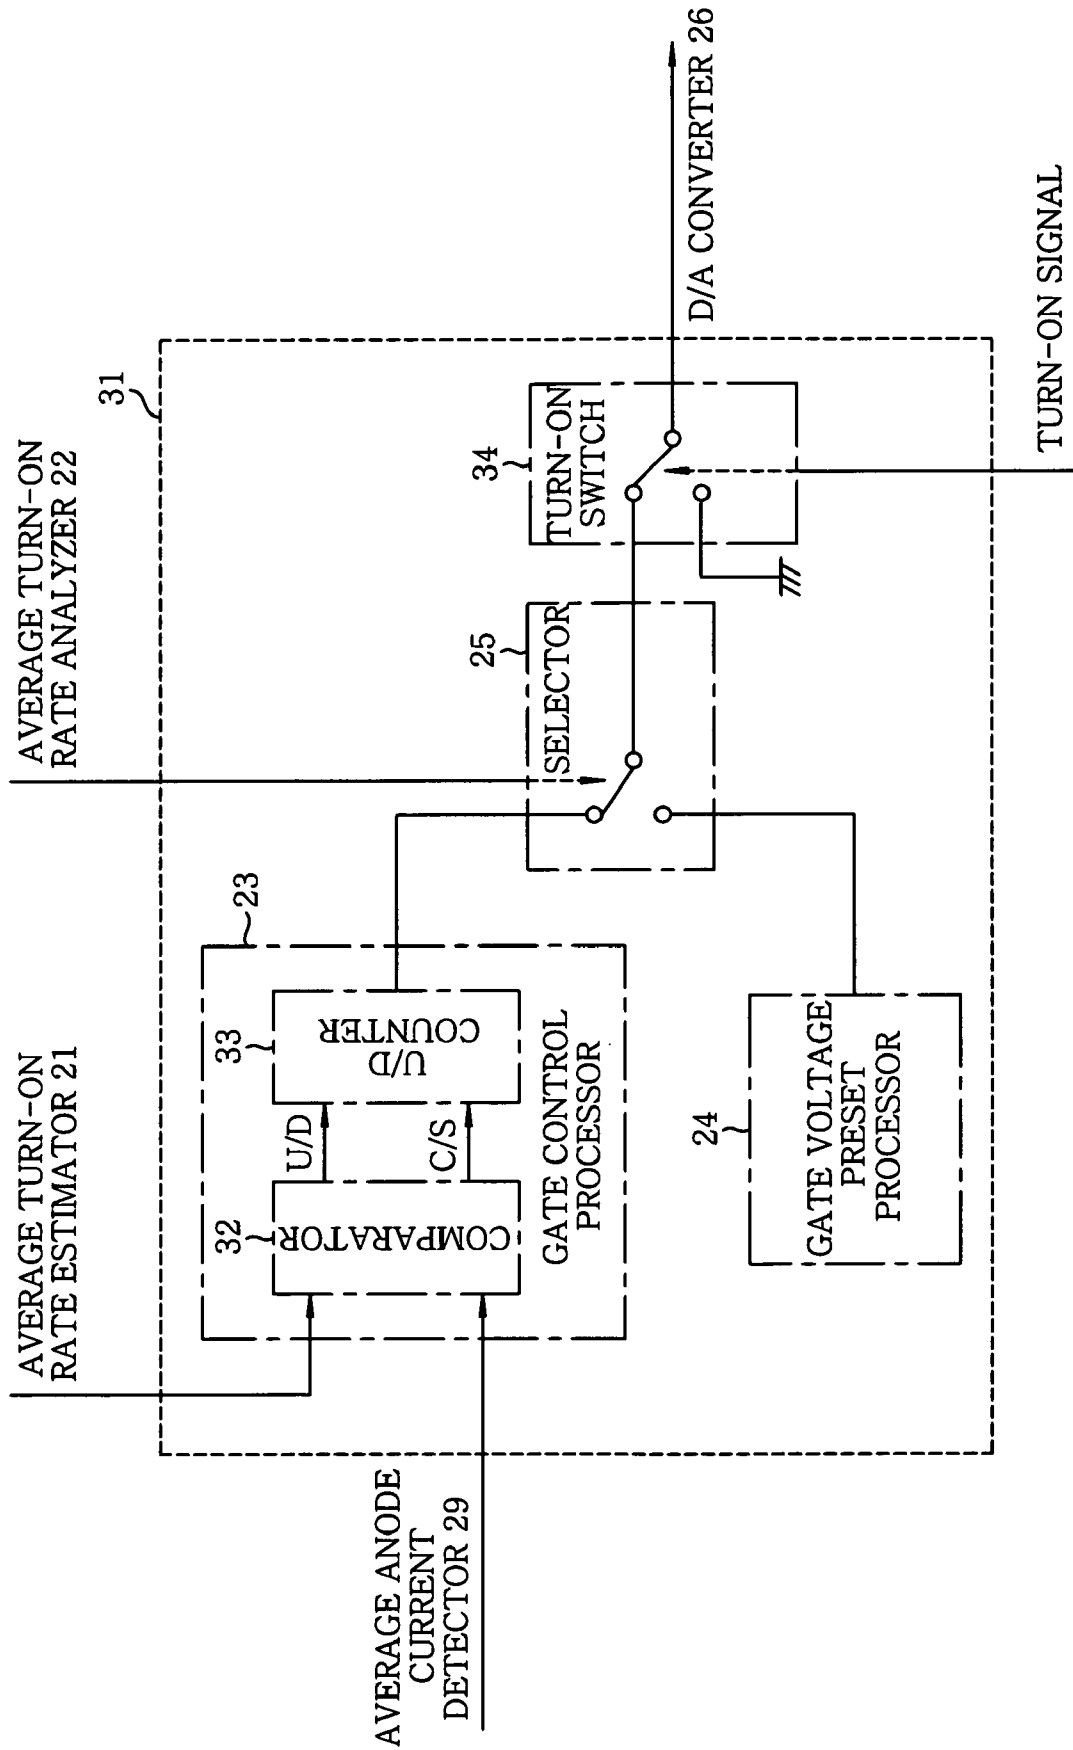 AVERAGE TURN-ON
RATE ESTIMATOR 21
AVERAGE TURN-ON
RATE ANALYZER 22
31
AVERAGE ANODE
CURRENT
DETECTOR 29
23
32
COMPARATOR
U/D
C/S
33
U/D
COUNTER
GATE CONTROL
PROCESSOR
24
GATE VOLTAGE
PRESET
PROCESSOR
25
SELECTOR
34
TURN-ON
SWITCH
D/A CONVERTER 26
TURN-ON SIGNAL